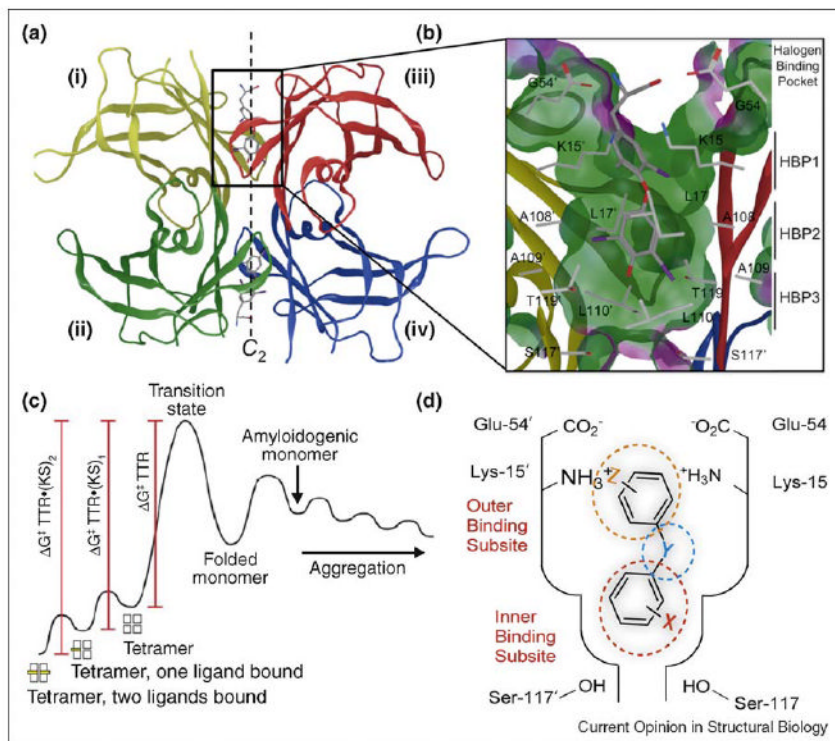 (a)
(i)
(iii)
(ii)
(iv)
C2
(b)
Halogen
Binding
Pocket
G54'
G54
K15'
K15
HBP1
L17'
L17
A108'
A108
HBP2
A109'
A109
T119'
T119
HBP3
L110'
L110
S117'
S117'
(c)
Transition
state
Amyloidogenic
monomer
ΔG‡ TTR•(KS)2
ΔG‡ TTR•(KS)1
ΔG‡ TTR
Folded
monomer
Aggregation
Tetramer
Tetramer, one ligand bound
Tetramer, two ligands bound
(d)
Glu-54′ CO2- -O2C Glu-54
Lys-15′ NH3+ +H3N Lys-15
Z
Outer
Binding
Subsite
Y
Inner
Binding
Subsite
X
Ser-117′ OH HO Ser-117
Current Opinion in Structural Biology